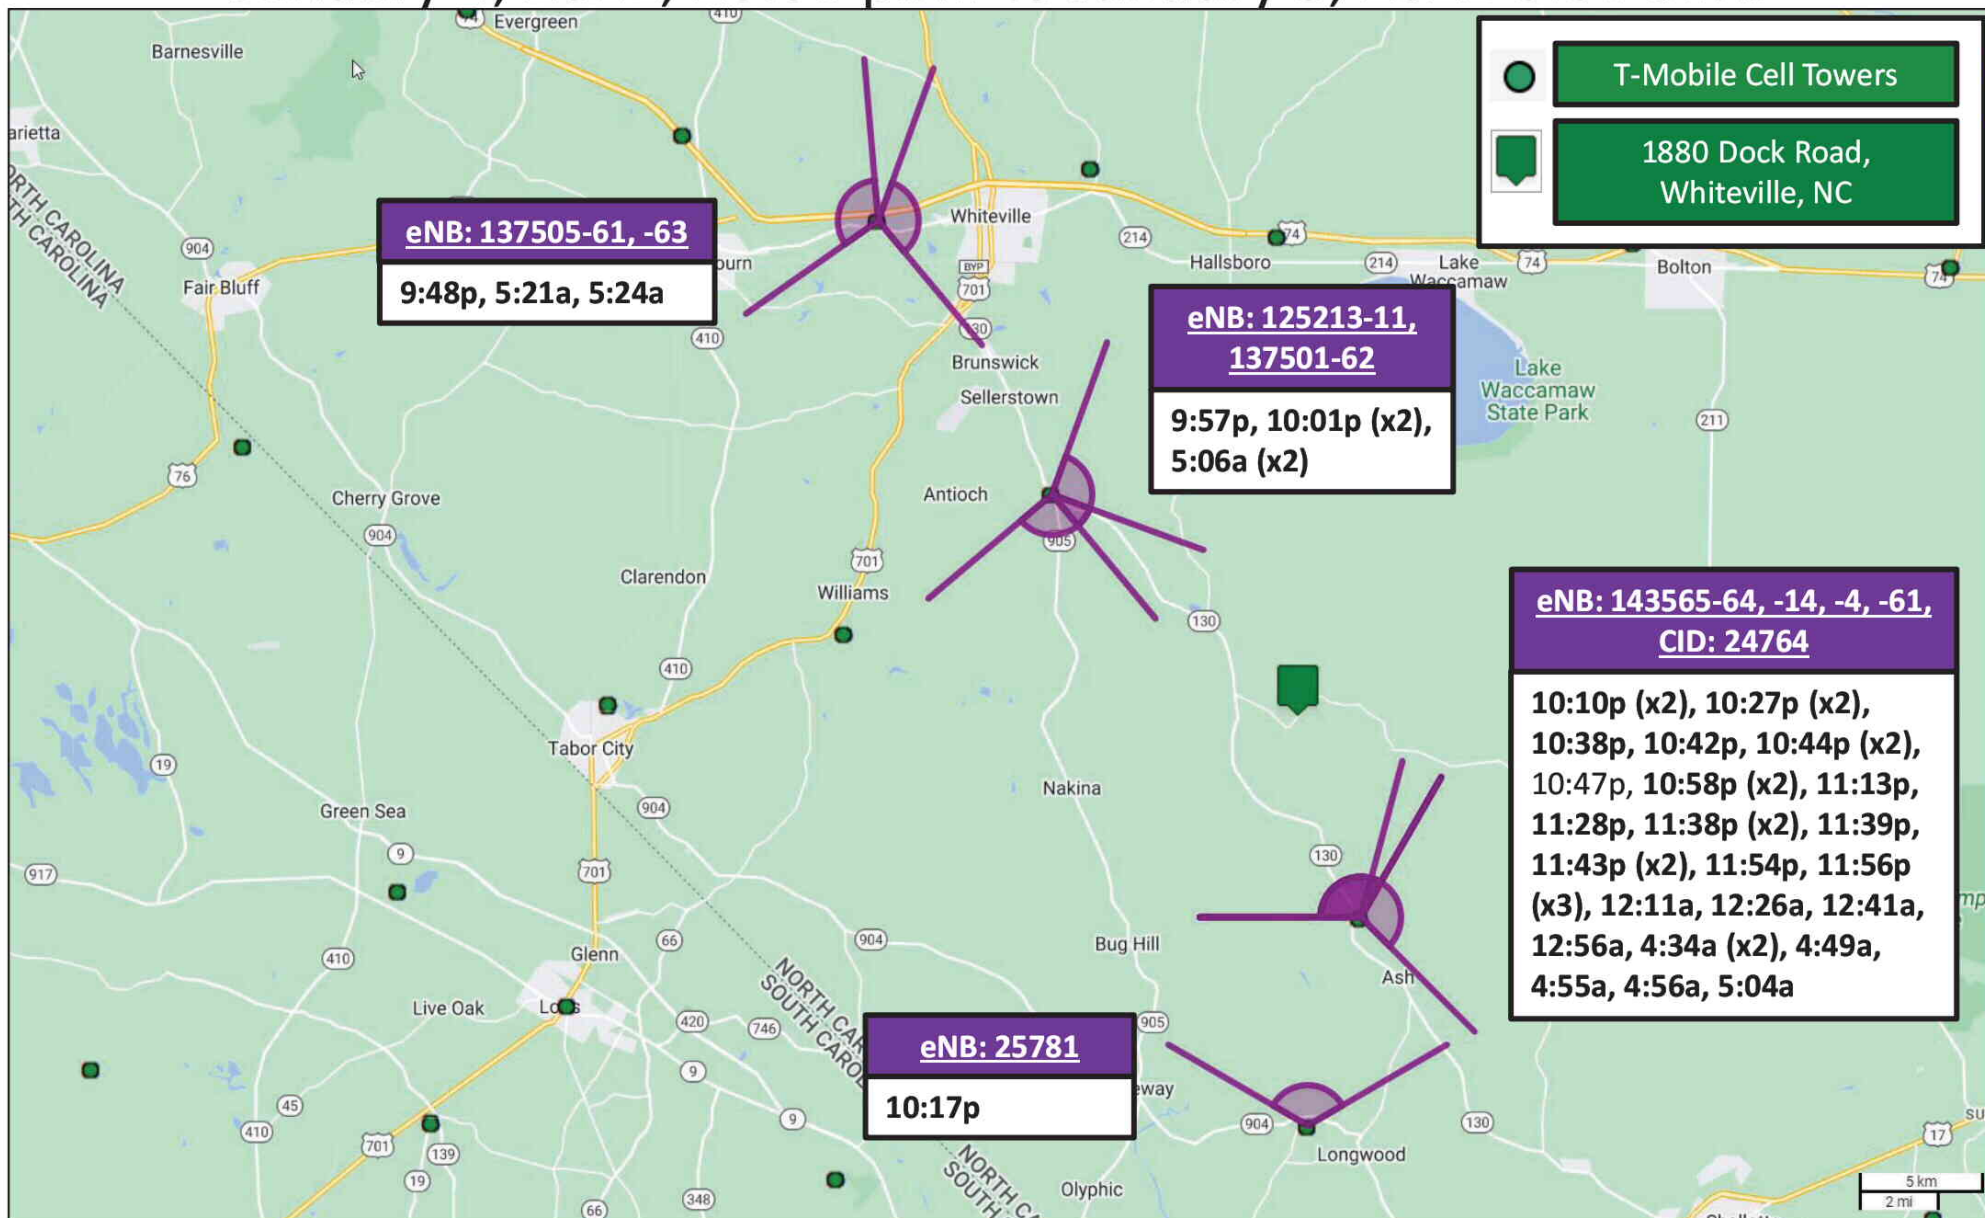 Evergreen
410
Barnesville
T-Mobile Cell Towers
1880 Dock Road,
Whiteville, NC
NORTH CAROLINA
904
Fair Bluff
eNB: 137505-61, -63
9:48p, 5:21a, 5:24a
410
Whiteville
BYP
701
Brunswick
Sellerstown
214
74
Hallsboro
214
Lake
Waccamaw
74
Bolton
74
eNB: 125213-11,
137501-62
9:57p, 10:01p (x2),
5:06a (x2)
Lake
Waccamaw
State Park
211
76
Cherry Grove
904
Antioch
905
Clarendon
701
Williams
130
410
eNB: 143565-64, -14, -4, -61,
CID: 24764
10:10p (x2), 10:27p (x2),
10:38p, 10:42p, 10:44p (x2),
10:47p, 10:58p (x2), 11:13p,
11:28p, 11:38p (x2), 11:39p,
11:43p (x2), 11:54p, 11:56p
(x3), 12:11a, 12:26a, 12:41a,
12:56a, 4:34a (x2), 4:49a,
4:55a, 4:56a, 5:04a
Tabor City
19
904
Nakina
Green Sea
9
917
701
130
66
904
Bug Hill
Glenn
410
Ash
NORTH CAR
SOUTH CAROL
Live Oak
420
746
905
eNB: 25781
10:17p
9
45
410
9
904
130
701
139
Longwood
17
19
348
66
NORTH CA
SOUTH
Olyphic
5 km
2 mi